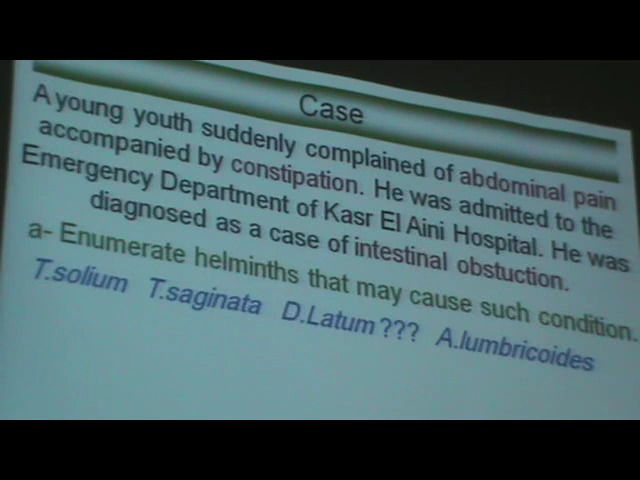 Case
A young youth suddenly complained of abdominal pain
accompanied by constipation. He was admitted to the
Emergency Department of Kasr El Aini Hospital. He was
diagnosed as a case of intestinal obstuction.
a- Enumerate helminths that may cause such condition.
T.solium T.saginata D.Latum??? A.lumbricoides